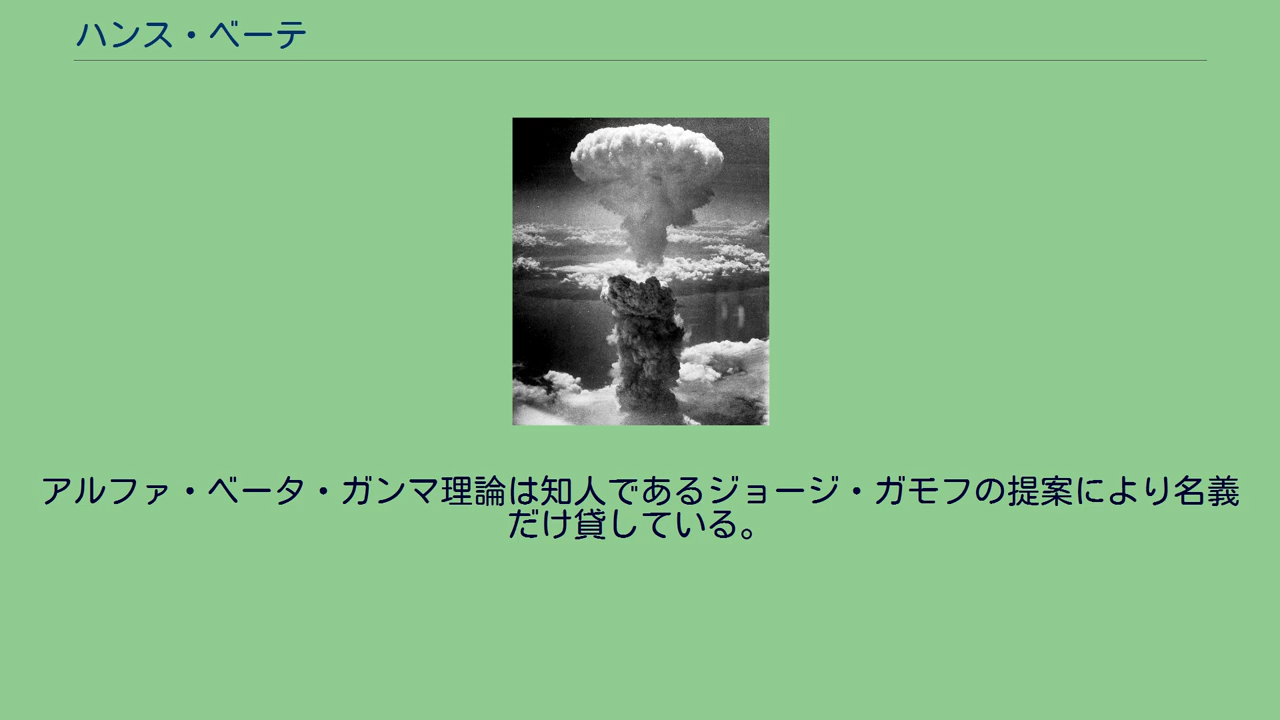 ハンス・ベーテ
アルファ・ベータ・ガンマ理論は知人であるジョージ・ガモフの提案により名義
だけ貸している。